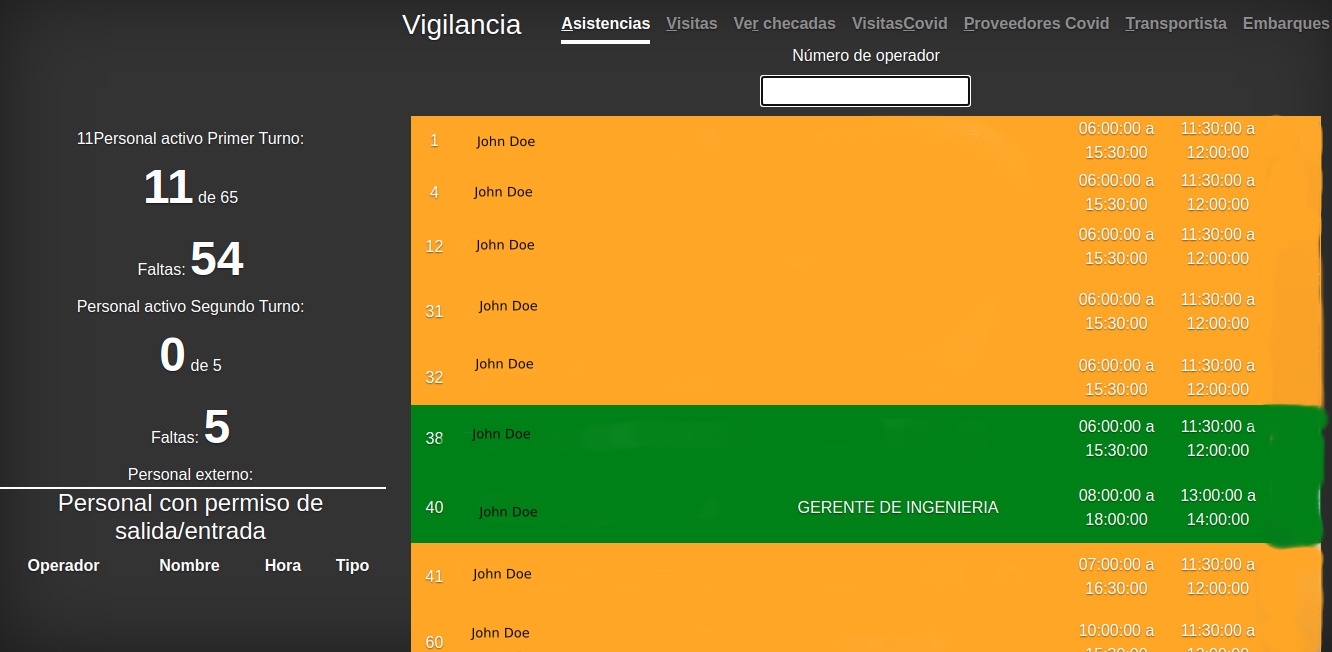 Vigilancia Asistencias Visitas Ver checadas VisitasCovid Proveedores Covid Transportista Embarques
Número de operador
11Personal activo Primer Turno:
11 de 65
Faltas: 54
Personal activo Segundo Turno:
0 de 5
Faltas: 5
Personal externo:
Personal con permiso de
salida/entrada
Operador Nombre Hora Tipo
1 John Doe 06:00:00 a 11:30:00 a
15:30:00 12:00:00
4 John Doe 06:00:00 a 11:30:00 a
15:30:00 12:00:00
12 John Doe 06:00:00 a 11:30:00 a
15:30:00 12:00:00
31 John Doe 06:00:00 a 11:30:00 a
15:30:00 12:00:00
32 John Doe 06:00:00 a 11:30:00 a
15:30:00 12:00:00
38 John Doe 06:00:00 a 11:30:00 a
15:30:00 12:00:00
40 John Doe GERENTE DE INGENIERIA 08:00:00 a 13:00:00 a
18:00:00 14:00:00
41 John Doe 07:00:00 a 11:30:00 a
16:30:00 12:00:00
60 John Doe 10:00:00 a 11:30:00 a